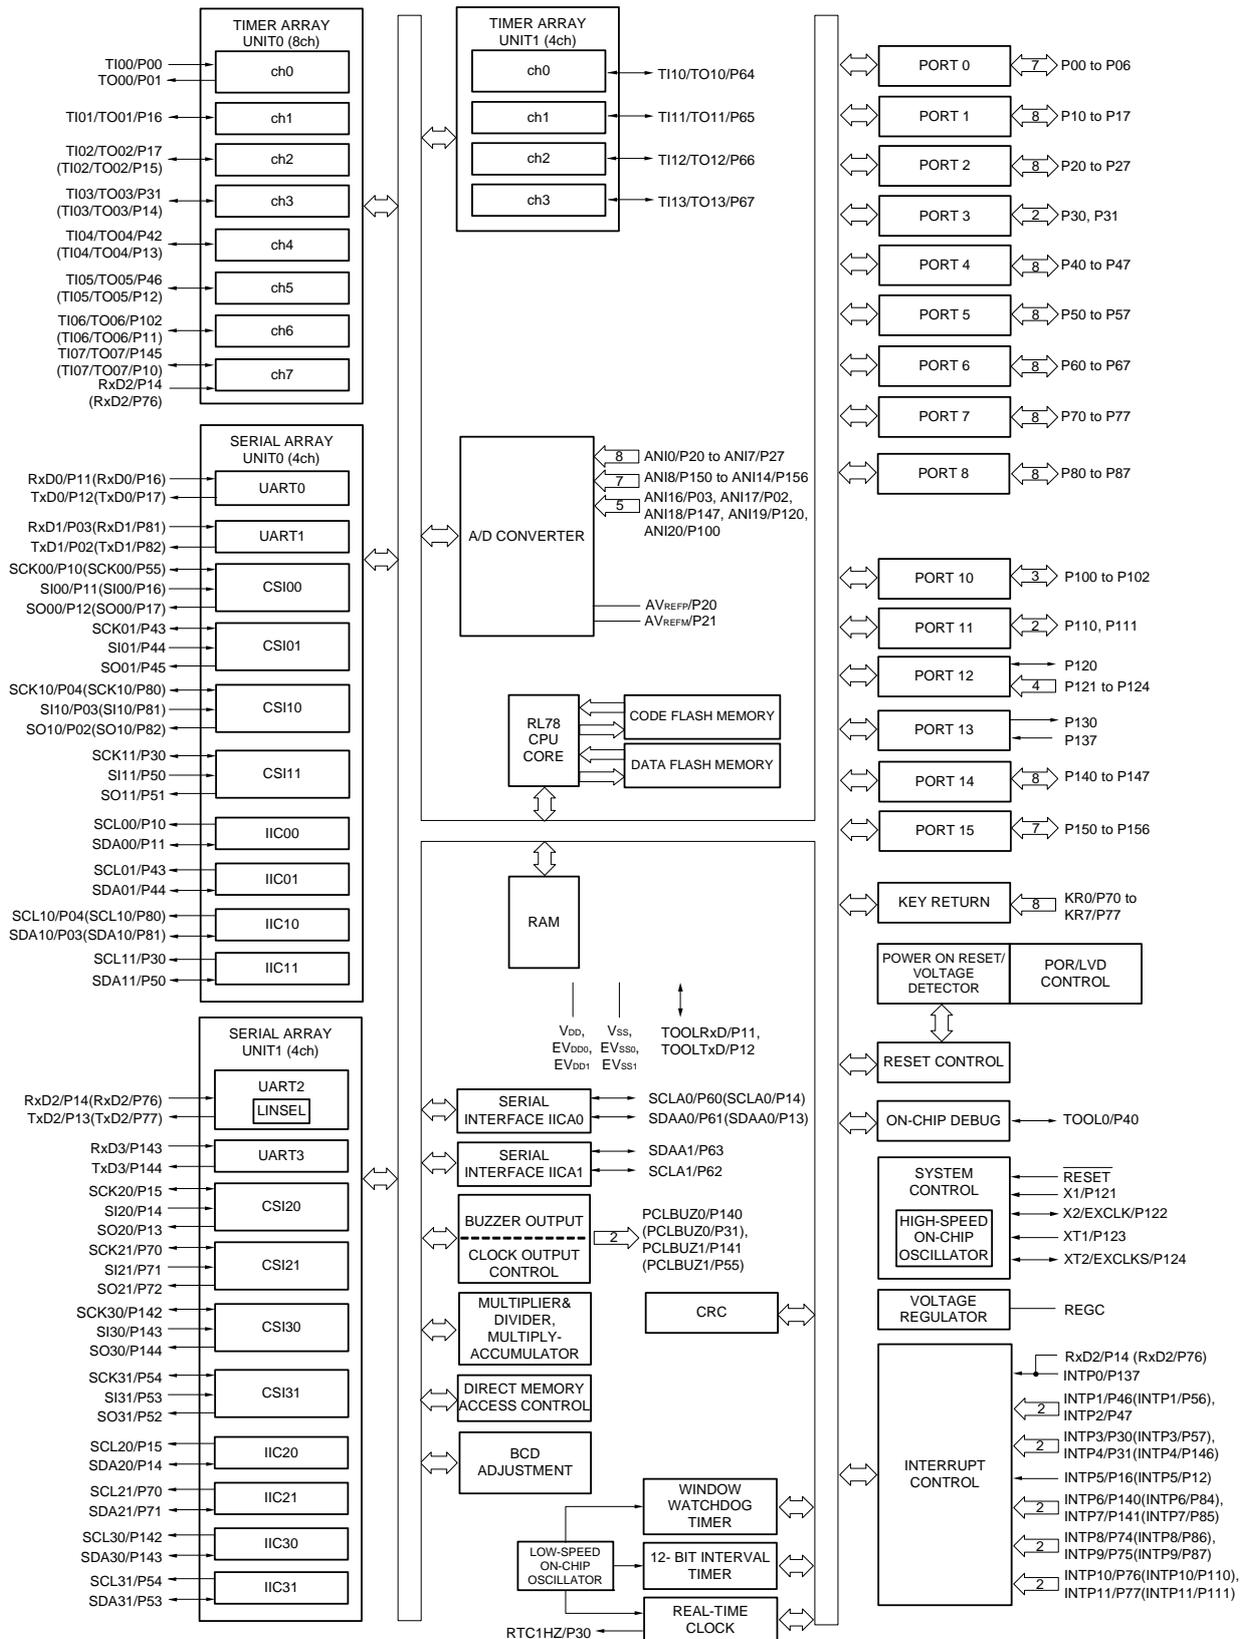 TIMER ARRAY
UNIT0 (8ch)
TI00/P00
TO00/P01
ch0
TI01/TO01/P16
ch1
TI02/TO02/P17
(TI02/TO02/P15)
ch2
TI03/TO03/P31
(TI03/TO03/P14)
ch3
TI04/TO04/P42
(TI04/TO04/P13)
ch4
TI05/TO05/P46
(TI05/TO05/P12)
ch5
TI06/TO06/P102
(TI06/TO06/P11)
ch6
TI07/TO07/P145
(TI07/TO07/P10)
RxD2/P14
(RxD2/P76)
ch7
SERIAL ARRAY
UNIT0 (4ch)
RxD0/P11(RxD0/P16)
TxD0/P12(TxD0/P17)
UART0
RxD1/P03(RxD1/P81)
TxD1/P02(TxD1/P82)
UART1
SCK00/P10(SCK00/P55)
SI00/P11(SI00/P16)
SO00/P12(SO00/P17)
CSI00
SCK01/P43
SI01/P44
SO01/P45
CSI01
SCK10/P04(SCK10/P80)
SI10/P03(SI10/P81)
SO10/P02(SO10/P82)
CSI10
SCK11/P30
SI11/P50
SO11/P51
CSI11
SCL00/P10
SDA00/P11
IIC00
SCL01/P43
SDA01/P44
IIC01
SCL10/P04(SCL10/P80)
SDA10/P03(SDA10/P81)
IIC10
SCL11/P30
SDA11/P50
IIC11
SERIAL ARRAY
UNIT1 (4ch)
RxD2/P14(RxD2/P76)
TxD2/P13(TxD2/P77)
UART2
LINSEL
RxD3/P143
TxD3/P144
UART3
SCK20/P15
SI20/P14
SO20/P13
CSI20
SCK21/P70
SI21/P71
SO21/P72
CSI21
SCK30/P142
SI30/P143
SO30/P144
CSI30
SCK31/P54
SI31/P53
SO31/P52
CSI31
SCL20/P15
SDA20/P14
IIC20
SCL21/P70
SDA21/P71
IIC21
SCL30/P142
SDA30/P143
IIC30
SCL31/P54
SDA31/P53
IIC31
TIMER ARRAY
UNIT1 (4ch)
ch0
TI10/TO10/P64
ch1
TI11/TO11/P65
ch2
TI12/TO12/P66
ch3
TI13/TO13/P67
A/D CONVERTER
8 ANI0/P20 to ANI7/P27
7 ANI8/P150 to ANI14/P156
5 ANI16/P03, ANI17/P02,
ANI18/P147, ANI19/P120,
ANI20/P100
AVREFP/P20
AVREFM/P21
RL78
CPU
CORE
CODE FLASH MEMORY
DATA FLASH MEMORY
RAM
VDD,
EVDD0,
EVDD1
VSS,
EVSS0,
EVSS1
TOOLRxD/P11,
TOOLTxD/P12
SERIAL
INTERFACE IICA0
SCLA0/P60(SCLA0/P14)
SDAA0/P61(SDAA0/P13)
SERIAL
INTERFACE IICA1
SDAA1/P63
SCLA1/P62
BUZZER OUTPUT
CLOCK OUTPUT
CONTROL
2
PCLBUZ0/P140
(PCLBUZ0/P31),
PCLBUZ1/P141
(PCLBUZ1/P55)
MULTIPLIER&
DIVIDER,
MULTIPLY-
ACCUMULATOR
CRC
DIRECT MEMORY
ACCESS CONTROL
BCD
ADJUSTMENT
WINDOW
WATCHDOG
TIMER
LOW-SPEED
ON-CHIP
OSCILLATOR
12- BIT INTERVAL
TIMER
REAL-TIME
CLOCK
RTC1HZ/P30
PORT 0 7 P00 to P06
PORT 1 8 P10 to P17
PORT 2 8 P20 to P27
PORT 3 2 P30, P31
PORT 4 8 P40 to P47
PORT 5 8 P50 to P57
PORT 6 8 P60 to P67
PORT 7 8 P70 to P77
PORT 8 8 P80 to P87
PORT 10 3 P100 to P102
PORT 11 2 P110, P111
PORT 12
P120
4 P121 to P124
PORT 13
P130
P137
PORT 14 8 P140 to P147
PORT 15 7 P150 to P156
KEY RETURN 8
KR0/P70 to
KR7/P77
POWER ON RESET/
VOLTAGE
DETECTOR
POR/LVD
CONTROL
RESET CONTROL
ON-CHIP DEBUG TOOL0/P40
SYSTEM
CONTROL
HIGH-SPEED
ON-CHIP
OSCILLATOR
RESET
X1/P121
X2/EXCLK/P122
XT1/P123
XT2/EXCLKS/P124
VOLTAGE
REGULATOR
REGC
INTERRUPT
CONTROL
RxD2/P14 (RxD2/P76)
INTP0/P137
2 INTP1/P46(INTP1/P56),
INTP2/P47
2 INTP3/P30(INTP3/P57),
INTP4/P31(INTP4/P146)
INTP5/P16(INTP5/P12)
2 INTP6/P140(INTP6/P84),
INTP7/P141(INTP7/P85)
2 INTP8/P74(INTP8/P86),
INTP9/P75(INTP9/P87)
2 INTP10/P76(INTP10/P110),
INTP11/P77(INTP11/P111)